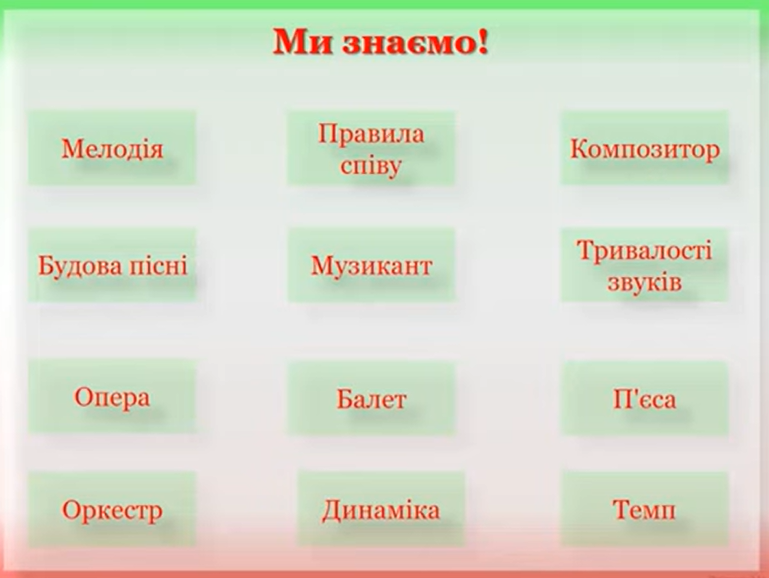 Ми знаємо!
Мелодія
Правила
співу
Композитор
Будова пісні
Музикант
Тривалості
звуків
Опера
Балет
П'єса
Оркестр
Динаміка
Темп